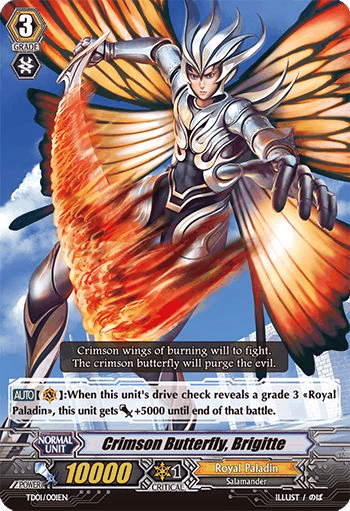 3
GRADE
Crimson wings of burning will to fight.
The crimson butterfly will purge the evil.
AUTO [ ]:When this unit's drive check reveals a grade 3 «Royal
Paladin», this unit gets +5000 until end of that battle.
NORMAL
UNIT
Crimson Butterfly, Brigitte
POWER
10000
1
CRITICAL
Royal Paladin
Salamander
TD01/001EN
ILLUST / のば